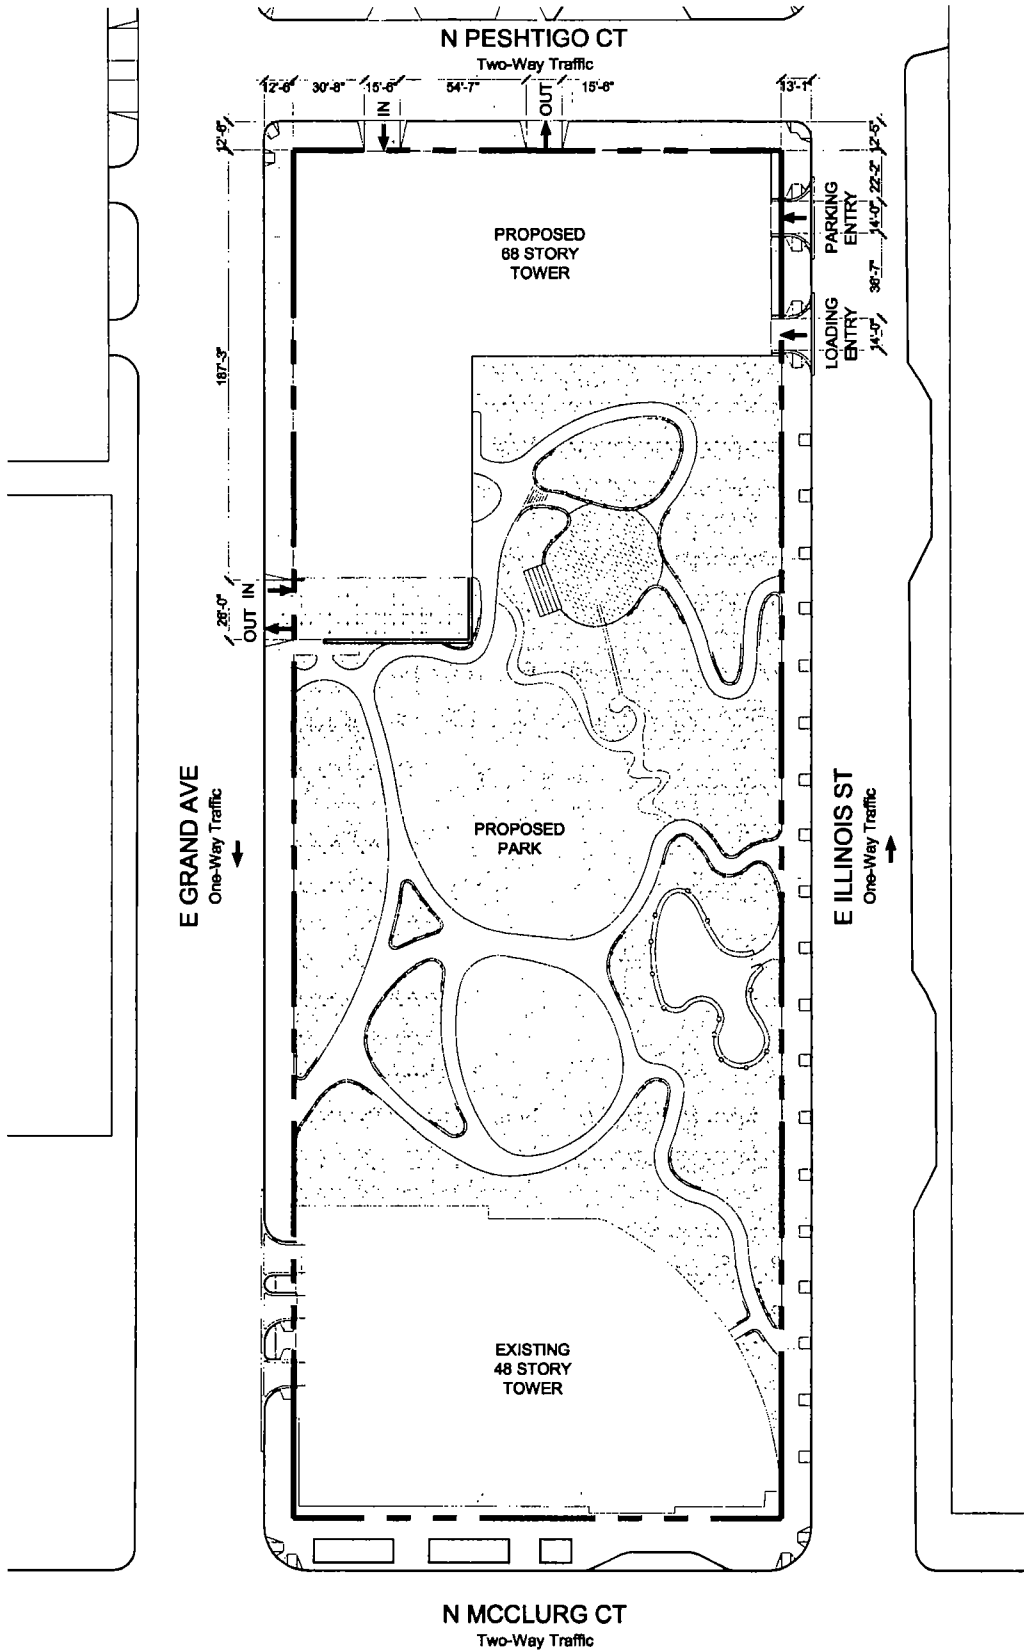 N PESHTIGO CT
Two-Way Traffic
12'-6"
30'-8"
15'-6"
54'-7"
15'-6"
13'-1"
IN
OUT
12'-6"
12'-5"
22'-2"
PARKING
ENTRY
14'-0"
36'-7"
LOADING
ENTRY
14'-0"
PROPOSED
68 STORY
TOWER
187'-3"
26'-0"
IN
OUT
E GRAND AVE
One-Way Traffic
PROPOSED
PARK
E ILLINOIS ST
One-Way Traffic
EXISTING
48 STORY
TOWER
N MCCLURG CT
Two-Way Traffic